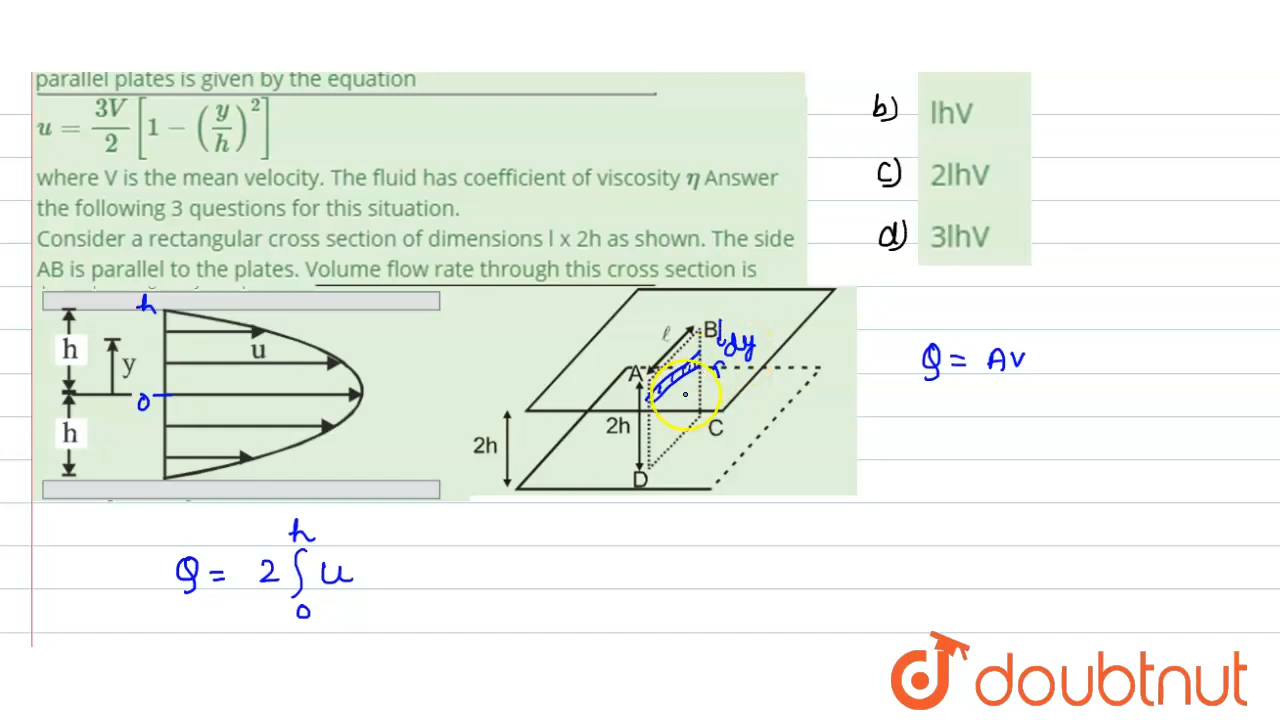 parallel plates is given by the equation
u = 3V/2 [1 − (y/h)²]
where V is the mean velocity. The fluid has coefficient of viscosity η Answer
the following 3 questions for this situation.
Consider a rectangular cross section of dimensions l x 2h as shown. The side
AB is parallel to the plates. Volume flow rate through this cross section is
b) lhV
c) 2lhV
d) 3lhV
h
h
y
u
0
h
ℓ
B
l
dy
A
2h
2h
C
D
Q = AV
Q = 2 ∫₀ʰ u
doubtnut